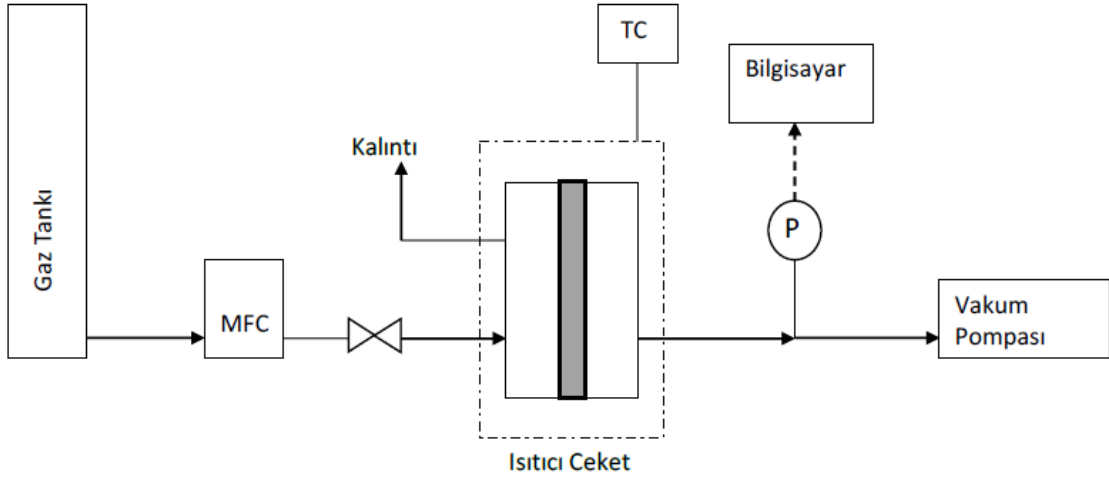 TC
Bilgisayar
Kalıntı
Gaz Tankı
P
MFC
Vakum
Pompası
Isıtıcı Ceket